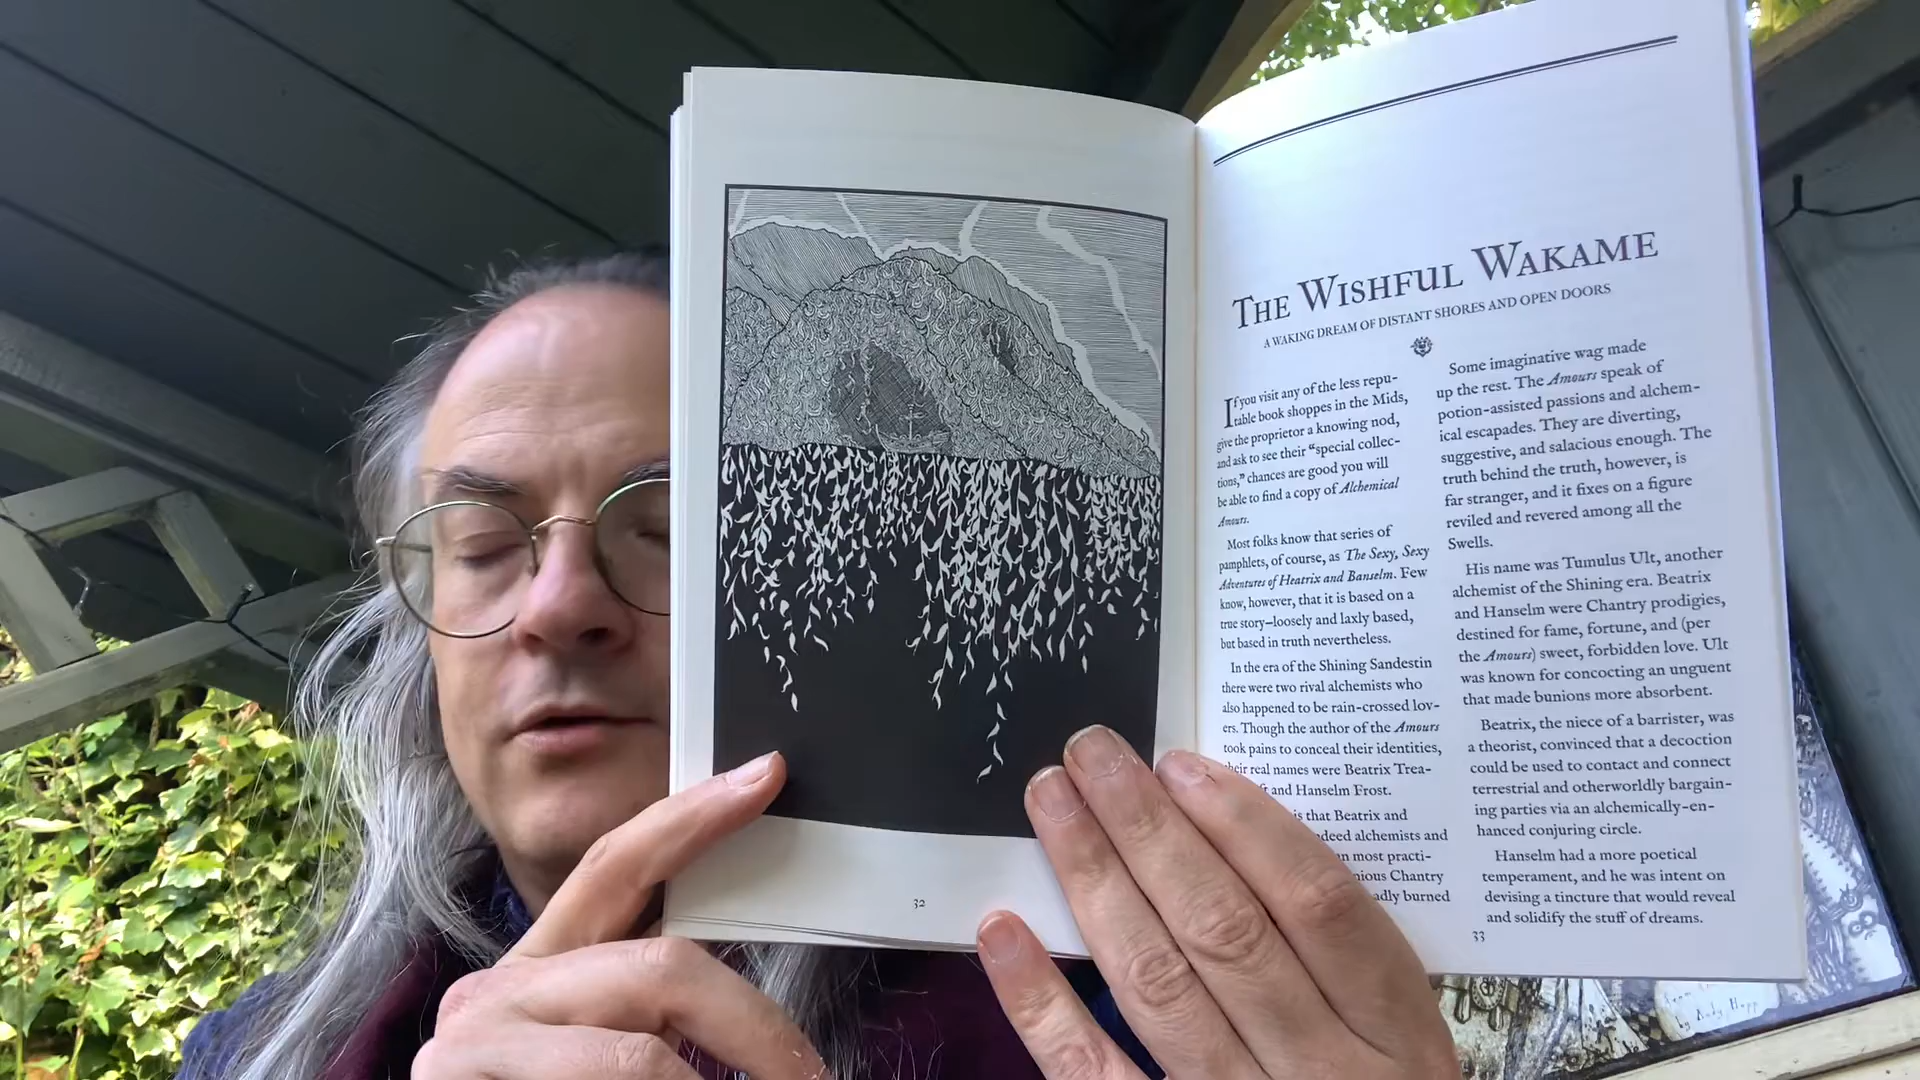 THE WISHFUL WAKAME
A WAKING DREAM OF DISTANT SHORES AND OPEN DOORS
If you visit any of the less repu-
table book shoppes in the Mids,
give the proprietor a knowing nod,
and ask to see their “special collec-
tions,” chances are good you will
be able to find a copy of Alchemical
Amours.
Most folks know that series of
pamphlets, of course, as The Sexy, Sexy
Adventures of Heatrix and Banselm. Few
know, however, that it is based on a
true story–loosely and laxly based,
but based in truth nevertheless.
In the era of the Shining Sandestin
there were two rival alchemists who
also happened to be rain-crossed lov-
ers. Though the author of the Amours
took pains to conceal their identities,
their real names were Beatrix Trea-
and Hanselm Frost.
is that Beatrix and
indeed alchemists and
most practi-
Chantry
burned
Some imaginative wag made
up the rest. The Amours speak of
potion-assisted passions and alchem-
ical escapades. They are diverting,
suggestive, and salacious enough. The
truth behind the truth, however, is
far stranger, and it fixes on a figure
reviled and revered among all the
Swells.
His name was Tumulus Ult, another
alchemist of the Shining era. Beatrix
and Hanselm were Chantry prodigies,
destined for fame, fortune, and (per
the Amours) sweet, forbidden love. Ult
was known for concocting an unguent
that made bunions more absorbent.
Beatrix, the niece of a barrister, was
a theorist, convinced that a decoction
could be used to contact and connect
terrestrial and otherworldly bargain-
ing parties via an alchemically-en-
hanced conjuring circle.
Hanselm had a more poetical
temperament, and he was intent on
devising a tincture that would reveal
and solidify the stuff of dreams.
32
33
by Andy Hopp